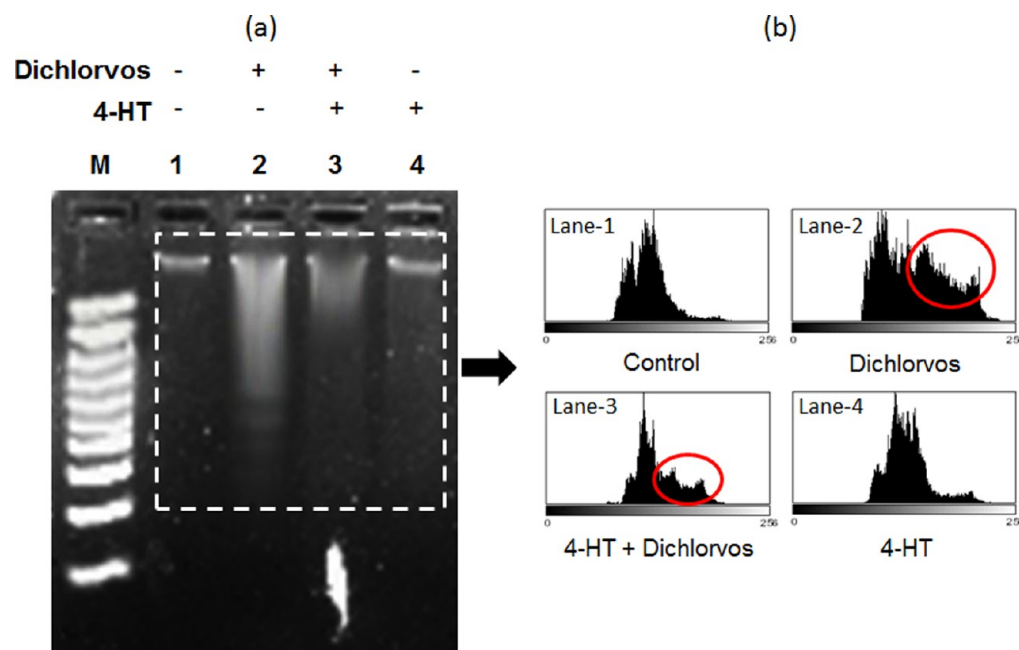 (a) (b)
Dichlorvos - + + -
4-HT - - + +
M 1 2 3 4
Lane-1 Lane-2
0 256 0 25
Control Dichlorvos
Lane-3 Lane-4
0 256 0 25
4-HT + Dichlorvos 4-HT